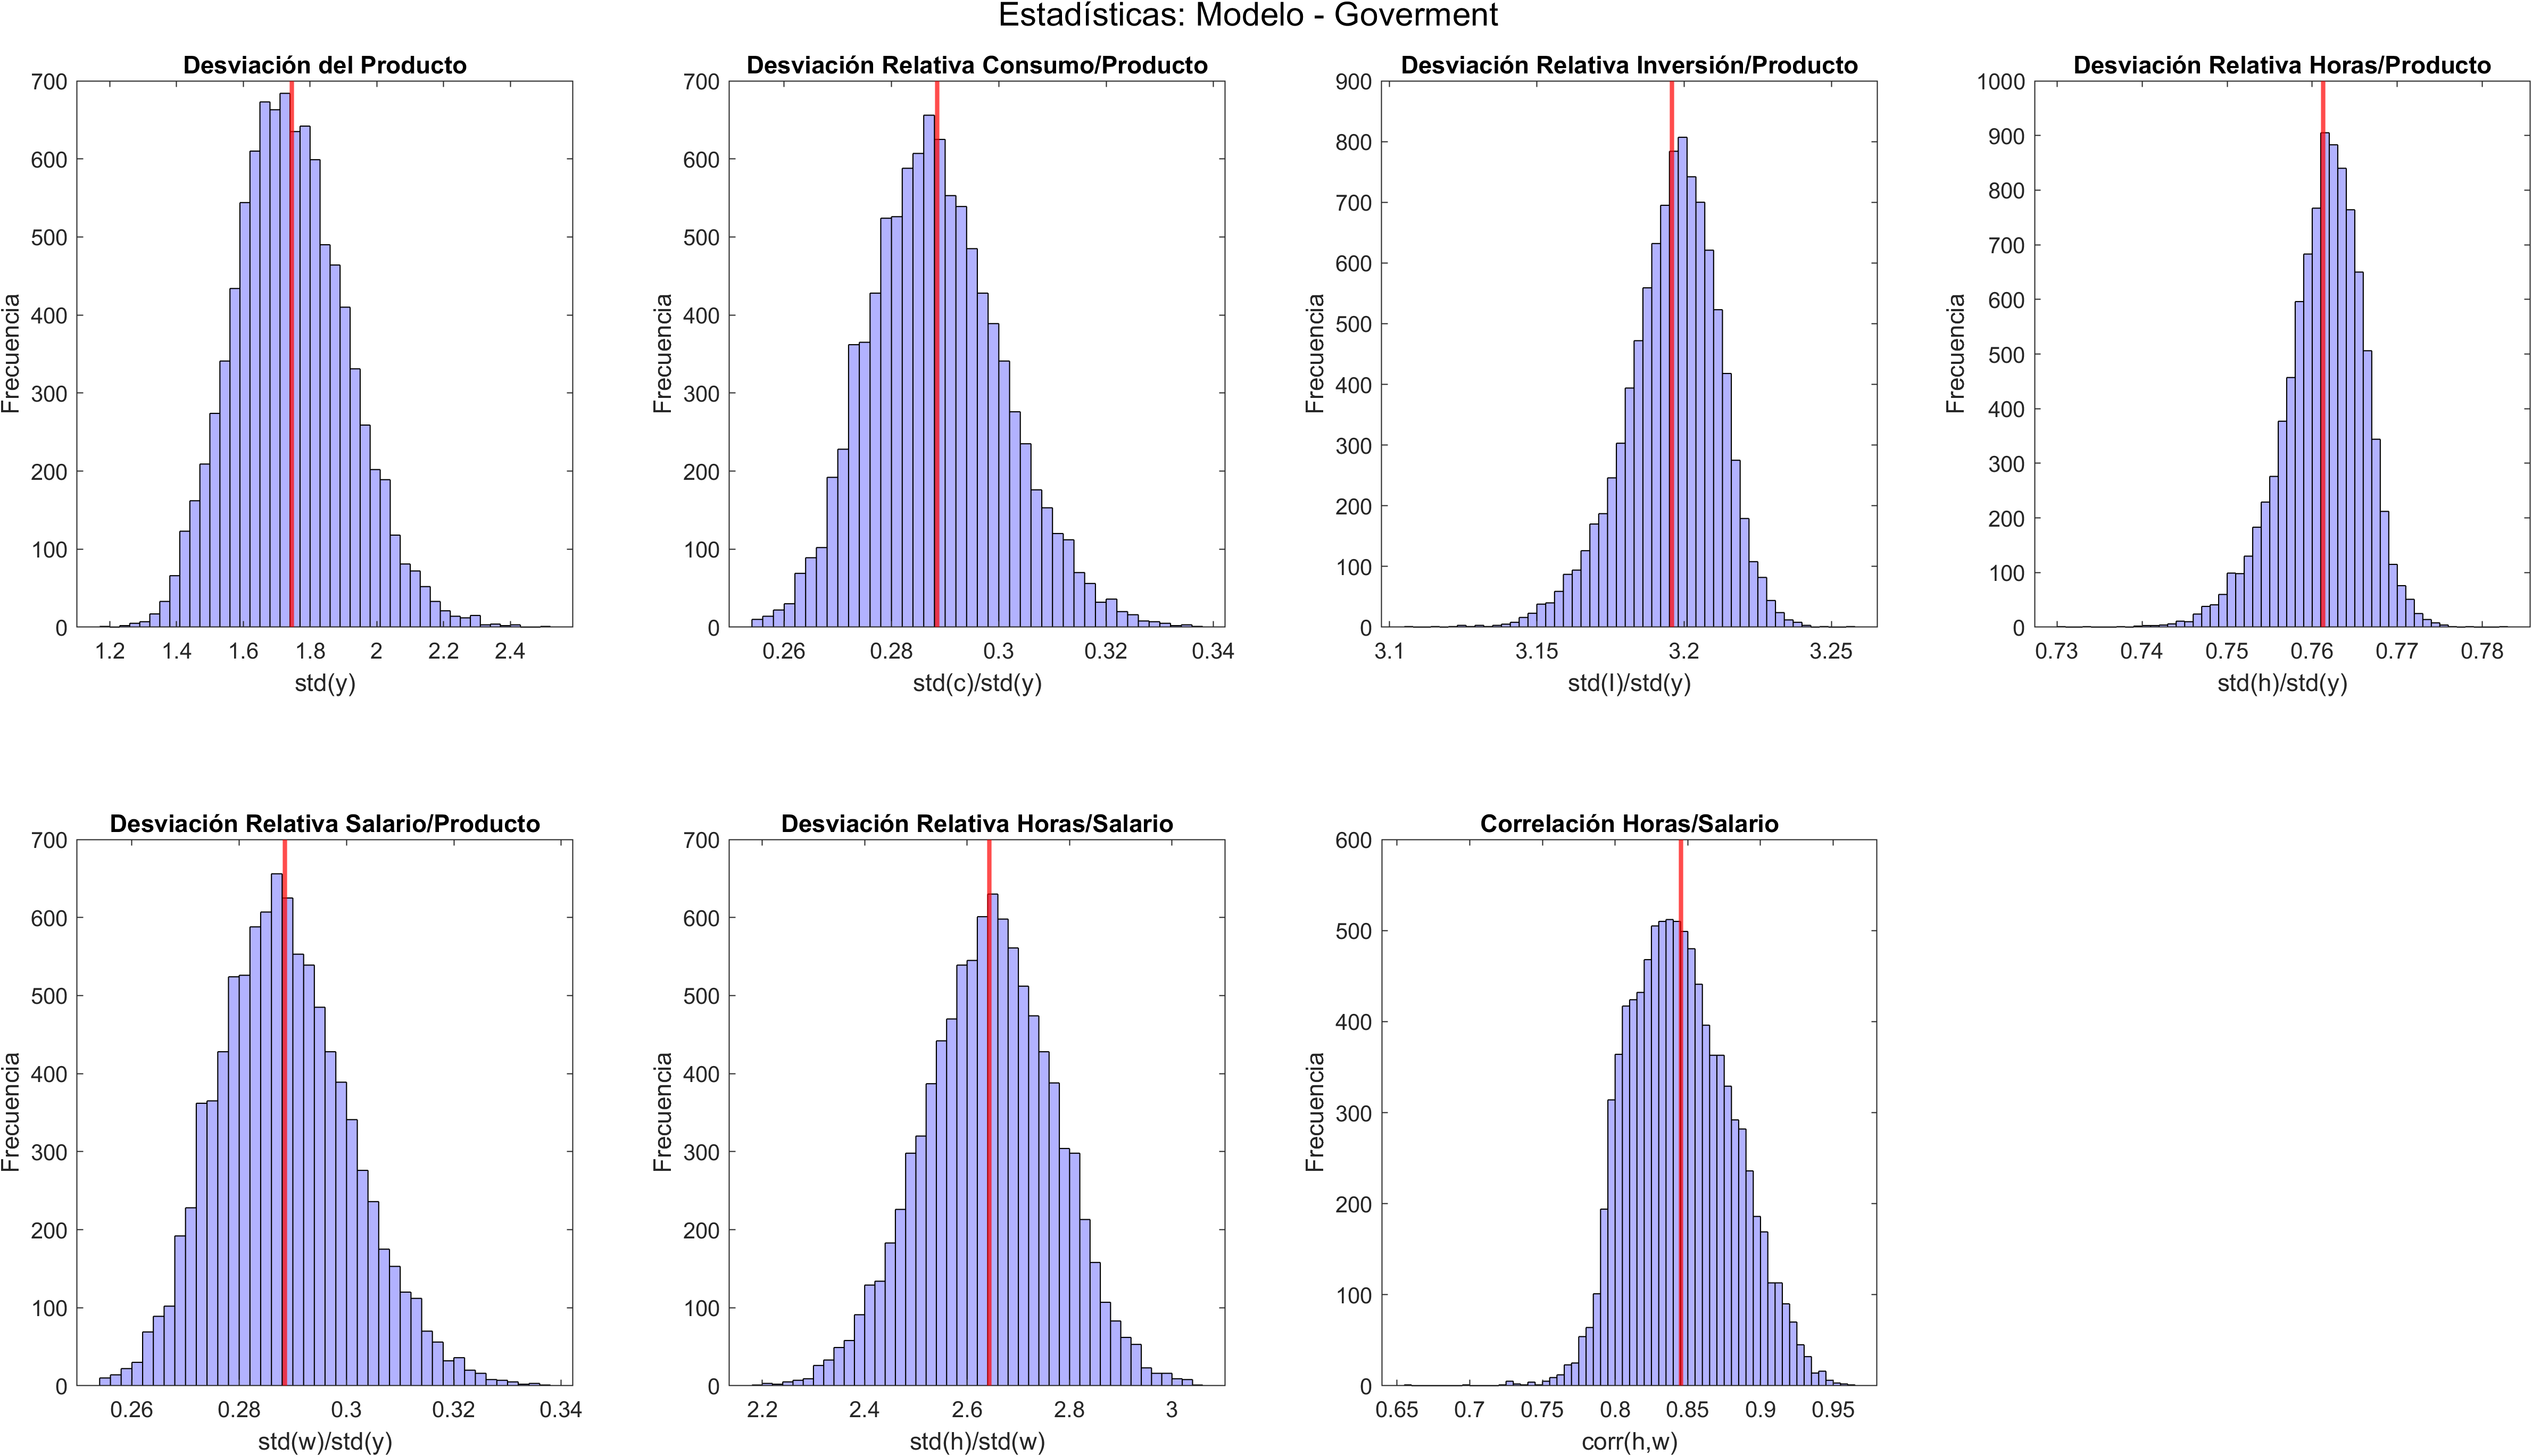 Estadísticas: Modelo - Goverment
Desviación del Producto
700
600
500
400
300
200
100
0
Frecuencia
1.2 1.4 1.6 1.8 2 2.2 2.4
std(y)
Desviación Relativa Consumo/Producto
700
600
500
400
300
200
100
0
Frecuencia
0.26 0.28 0.3 0.32 0.34
std(c)/std(y)
Desviación Relativa Inversión/Producto
900
800
700
600
500
400
300
200
100
0
Frecuencia
3.1 3.15 3.2 3.25
std(I)/std(y)
Desviación Relativa Horas/Producto
1000
900
800
700
600
500
400
300
200
100
0
Frecuencia
0.73 0.74 0.75 0.76 0.77 0.78
std(h)/std(y)
Desviación Relativa Salario/Producto
700
600
500
400
300
200
100
0
Frecuencia
0.26 0.28 0.3 0.32 0.34
std(w)/std(y)
Desviación Relativa Horas/Salario
700
600
500
400
300
200
100
0
Frecuencia
2.2 2.4 2.6 2.8 3
std(h)/std(w)
Correlación Horas/Salario
600
500
400
300
200
100
0
Frecuencia
0.65 0.7 0.75 0.8 0.85 0.9 0.95
corr(h,w)